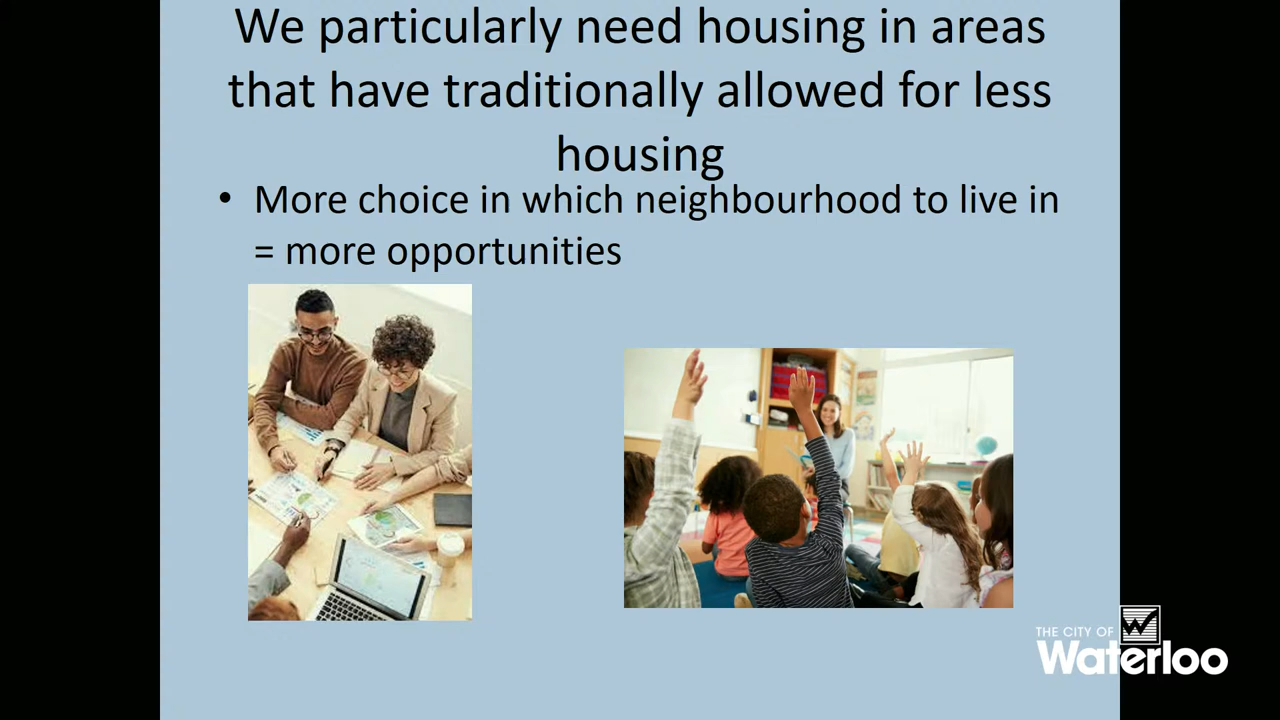 We particularly need housing in areas
that have traditionally allowed for less
housing
• More choice in which neighbourhood to live in
= more opportunities
THE CITY OF
Waterloo